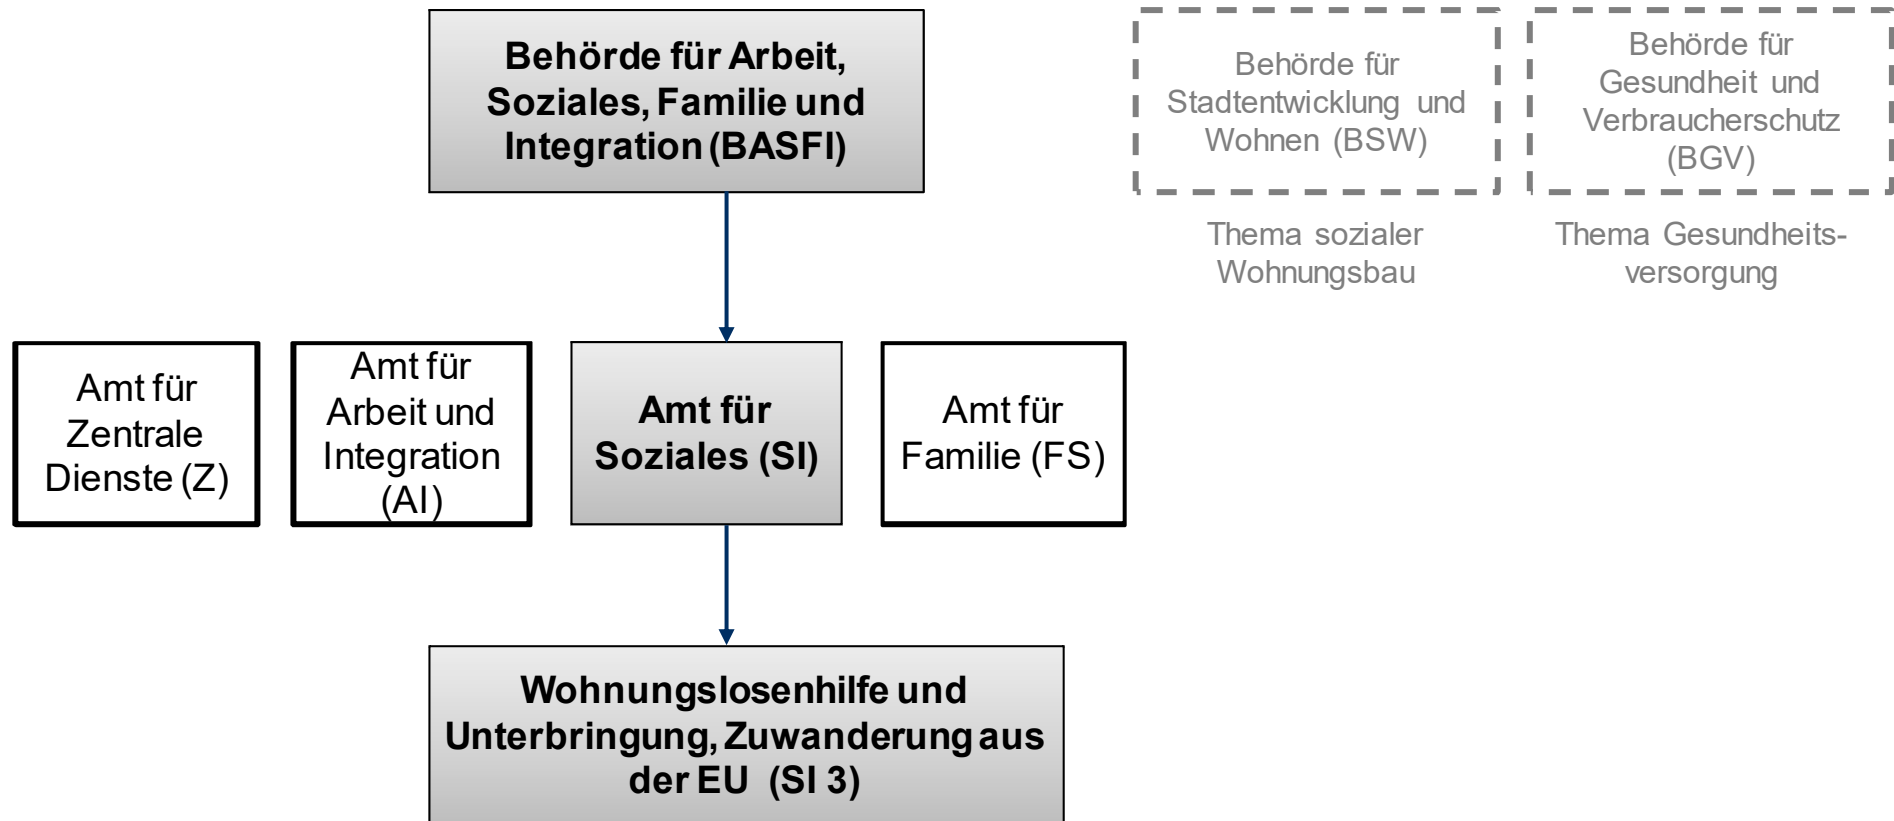 Behörde für Arbeit,
Soziales, Familie und
Integration (BASFI)
Behörde für
Stadtentwicklung und
Wohnen (BSW)
Behörde für
Gesundheit und
Verbraucherschutz
(BGV)
Thema sozialer
Wohnungsbau
Thema Gesundheits-
versorgung
Amt für
Zentrale
Dienste (Z)
Amt für
Arbeit und
Integration
(AI)
Amt für
Soziales (SI)
Amt für
Familie (FS)
Wohnungslosenhilfe und
Unterbringung, Zuwanderung aus
der EU (SI 3)